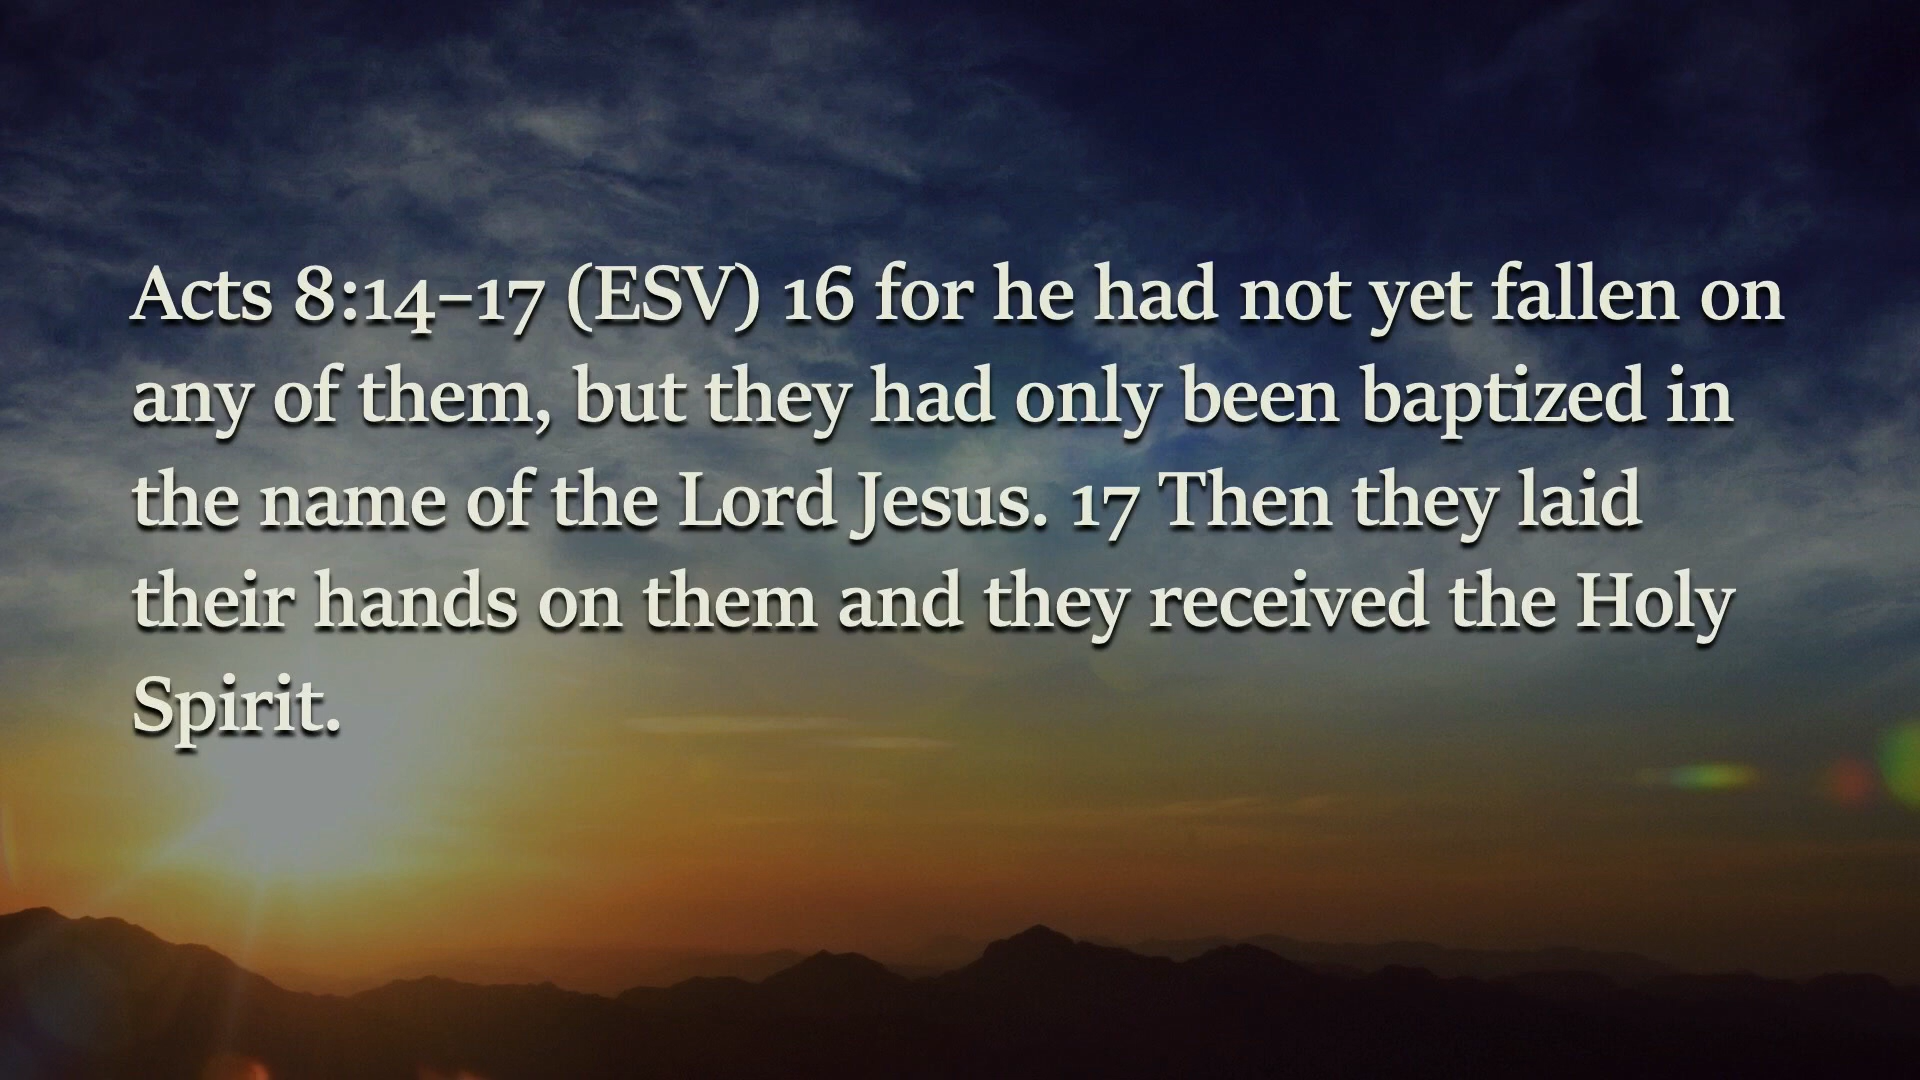 Acts 8:14–17 (ESV) 16 for he had not yet fallen on
any of them, but they had only been baptized in
the name of the Lord Jesus. 17 Then they laid
their hands on them and they received the Holy
Spirit.